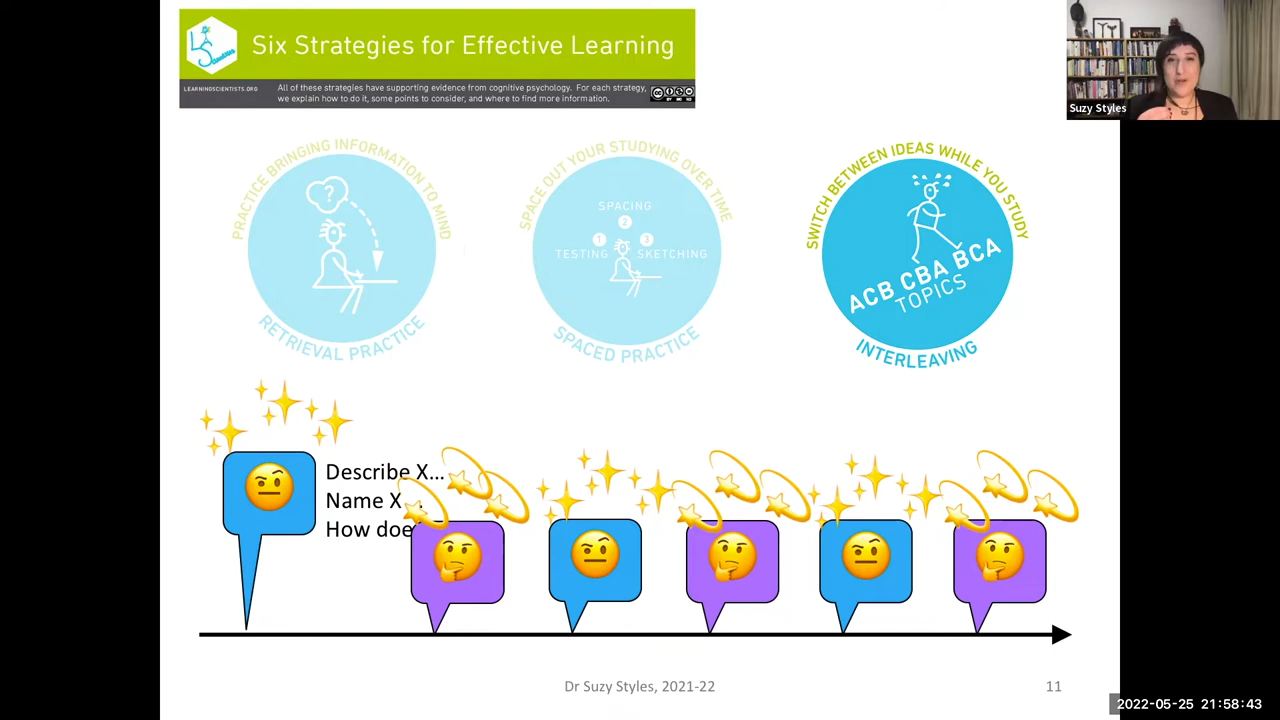 Six Strategies for Effective Learning
LEARNINGSCIENTISTS.ORG
All of these strategies have supporting evidence from cognitive psychology. For each strategy,
we explain how to do it, some points to consider, and where to find more information.
Suzy Styles
PRACTICE BRINGING INFORMATION TO MIND
?
RETRIEVAL PRACTICE
SPACE OUT YOUR STUDYING OVER TIME
SPACING
2
1
3
TESTING
SKETCHING
SPACED PRACTICE
SWITCH BETWEEN IDEAS WHILE YOU STUDY
ACB CBA BCA
TOPICS
INTERLEAVING
Describe X...
Name X
How doe
Dr Suzy Styles, 2021-22
11
2022-05-25 21:58:43